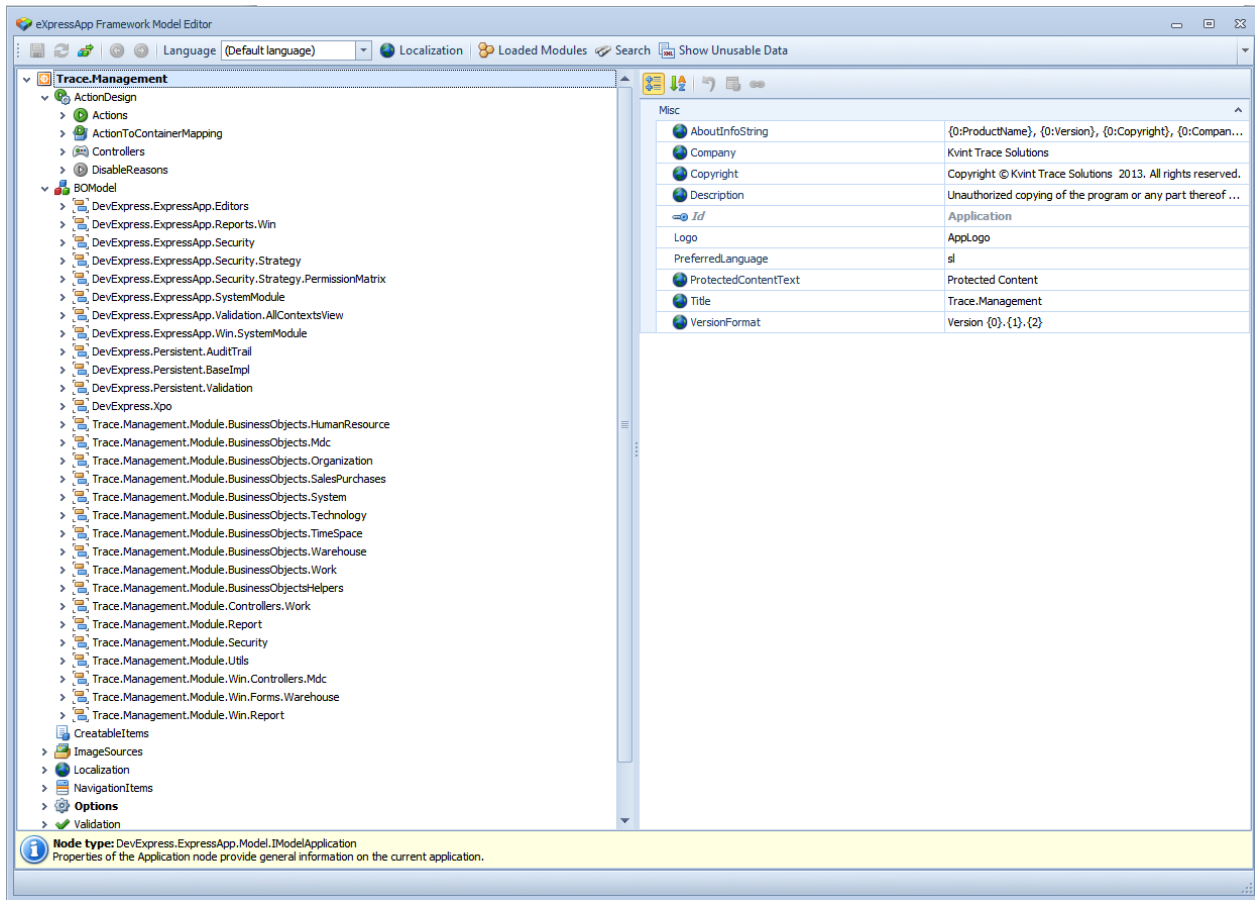 eXpressApp Framework Model Editor
Language (Default language) Localization Loaded Modules Search Show Unusable Data
Trace.Management
ActionDesign
Actions
ActionToContainerMapping
Controllers
DisableReasons
BOModel
DevExpress.ExpressApp.Editors
DevExpress.ExpressApp.Reports.Win
DevExpress.ExpressApp.Security
DevExpress.ExpressApp.Security.Strategy
DevExpress.ExpressApp.Security.Strategy.PermissionMatrix
DevExpress.ExpressApp.SystemModule
DevExpress.ExpressApp.Validation.AllContextsView
DevExpress.ExpressApp.Win.SystemModule
DevExpress.Persistent.AuditTrail
DevExpress.Persistent.BaseImpl
DevExpress.Persistent.Validation
DevExpress.Xpo
Trace.Management.Module.BusinessObjects.HumanResource
Trace.Management.Module.BusinessObjects.Mdc
Trace.Management.Module.BusinessObjects.Organization
Trace.Management.Module.BusinessObjects.SalesPurchases
Trace.Management.Module.BusinessObjects.System
Trace.Management.Module.BusinessObjects.Technology
Trace.Management.Module.BusinessObjects.TimeSpace
Trace.Management.Module.BusinessObjects.Warehouse
Trace.Management.Module.BusinessObjects.Work
Trace.Management.Module.BusinessObjectsHelpers
Trace.Management.Module.Controllers.Work
Trace.Management.Module.Report
Trace.Management.Module.Security
Trace.Management.Module.Utils
Trace.Management.Module.Win.Controllers.Mdc
Trace.Management.Module.Win.Forms.Warehouse
Trace.Management.Module.Win.Report
CreatableItems
ImageSources
Localization
NavigationItems
Options
Validation
Misc
AboutInfoString {0:ProductName}, {0:Version}, {0:Copyright}, {0:Compan...
Company Kvint Trace Solutions
Copyright Copyright © Kvint Trace Solutions 2013. All rights reserved.
Description Unauthorized copying of the program or any part thereof ...
Id Application
Logo AppLogo
PreferredLanguage sl
ProtectedContentText Protected Content
Title Trace.Management
VersionFormat Version {0}.{1}.{2}
Node type: DevExpress.ExpressApp.Model.IModelApplication
Properties of the Application node provide general information on the current application.